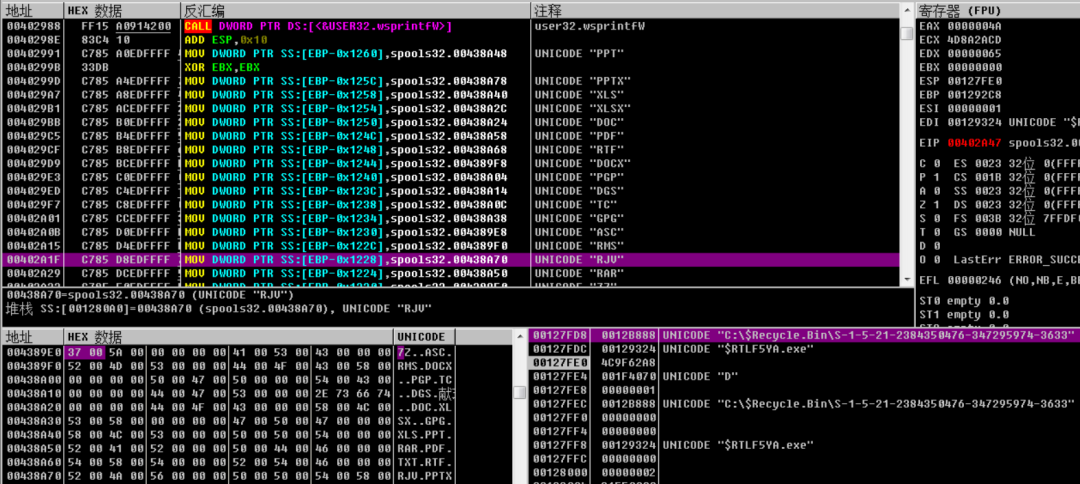 地址 HEX 数据 反汇编 注释
00402988 FF15 A0914200 CALL DWORD PTR DS:[<&USER32.wsprintfW>] user32.wsprintfW
0040298E 83C4 10 ADD ESP,0x10
00402991 C785 A0EDFFFF MOV DWORD PTR SS:[EBP-0x1260],spools32.00438A48 UNICODE "PPT"
0040299B 33DB XOR EBX,EBX
0040299D C785 A4EDFFFF MOV DWORD PTR SS:[EBP-0x125C],spools32.00438A78 UNICODE "PPTX"
004029A7 C785 A8EDFFFF MOV DWORD PTR SS:[EBP-0x1258],spools32.00438A40 UNICODE "XLS"
004029B1 C785 ACEDFFFF MOV DWORD PTR SS:[EBP-0x1254],spools32.00438A2C UNICODE "XLSX"
004029BB C785 B0EDFFFF MOV DWORD PTR SS:[EBP-0x1250],spools32.00438A24 UNICODE "DOC"
004029C5 C785 B4EDFFFF MOV DWORD PTR SS:[EBP-0x124C],spools32.00438A58 UNICODE "PDF"
004029CF C785 B8EDFFFF MOV DWORD PTR SS:[EBP-0x1248],spools32.00438A68 UNICODE "RTF"
004029D9 C785 BCEDFFFF MOV DWORD PTR SS:[EBP-0x1244],spools32.004389F8 UNICODE "DOCX"
004029E3 C785 C0EDFFFF MOV DWORD PTR SS:[EBP-0x1240],spools32.00438A04 UNICODE "PGP"
004029ED C785 C4EDFFFF MOV DWORD PTR SS:[EBP-0x123C],spools32.00438A14 UNICODE "DGS"
004029F7 C785 C8EDFFFF MOV DWORD PTR SS:[EBP-0x1238],spools32.00438A0C UNICODE "TC"
00402A01 C785 CCEDFFFF MOV DWORD PTR SS:[EBP-0x1234],spools32.00438A38 UNICODE "GPG"
00402A0B C785 D0EDFFFF MOV DWORD PTR SS:[EBP-0x1230],spools32.004389E8 UNICODE "ASC"
00402A15 C785 D4EDFFFF MOV DWORD PTR SS:[EBP-0x122C],spools32.004389F0 UNICODE "RMS"
00402A1F C785 D8EDFFFF MOV DWORD PTR SS:[EBP-0x1228],spools32.00438A70 UNICODE "RJV"
00402A29 C785 DCEDFFFF MOV DWORD PTR SS:[EBP-0x1224],spools32.00438A50 UNICODE "RAR"
00438A70=spools32.00438A70 (UNICODE "RJV")
堆栈 SS:[001280A0]=00438A70 (spools32.00438A70), UNICODE "RJV"
寄存器 (FPU)
EAX 0000004A
ECX 4D8A2ACD
EDX 00000065
EBX 00000000
ESP 00127FE0
EBP 001292C8
ESI 00000001
EDI 00129324 UNICODE "$R
EIP 00402A47 spools32.
C 0 ES 0023 32位 0(FFF
P 1 CS 001B 32位 0(FFF
A 0 SS 0023 32位 0(FFF
Z 1 DS 0023 32位 0(FFF
S 0 FS 003B 32位 7FFDF
T 0 GS 0000 NULL
D 0
O 0 LastErr ERROR_SUCC
EFL 00000246 (NO,NB,E,BE
ST0 empty 0.0
ST1 empty 0.0
地址 HEX 数据 UNICODE
004389E0 37 00 5A 00 00 00 00 00 41 00 53 00 43 00 00 00 7Z..ASC.
004389F0 52 00 4D 00 53 00 00 00 44 00 4F 00 43 00 58 00 RMS.DOCX
00438A00 00 00 00 00 50 00 47 00 50 00 00 00 54 00 43 00 ..PGP.TC
00438A10 00 00 00 00 44 00 47 00 53 00 00 00 2E 73 66 74 ..DGS.献
00438A20 00 00 00 00 44 00 4F 00 43 00 00 00 58 00 4C 00 ..DOC.XL
00438A30 53 00 58 00 00 00 00 00 47 00 50 00 47 00 00 00 SX..GPG.
00438A40 58 00 4C 00 53 00 00 00 50 00 50 00 54 00 00 00 XLS.PPT.
00438A50 52 00 41 00 52 00 00 00 50 00 44 00 46 00 00 00 RAR.PDF.
00438A60 54 00 58 00 54 00 00 00 52 00 54 00 46 00 00 00 TXT.RTF.
00438A70 52 00 4A 00 56 00 00 00 50 00 50 00 54 00 58 00 RJV.PPTX
00127FD8 0012B888 UNICODE "C:\$Recycle.Bin\S-1-5-21-2384350476-347295974-3633"
00127FDC 00129324 UNICODE "$RTLF5YA.exe"
00127FE0 4C9F62A8
00127FE4 001F4070 UNICODE "D"
00127FE8 00000001
00127FEC 0012B888 UNICODE "C:\$Recycle.Bin\S-1-5-21-2384350476-347295974-3633"
00127FF0 00000000
00127FF4 00000000
00127FF8 00129324 UNICODE "$RTLF5YA.exe"
00127FFC 00000000
00128000 00000002